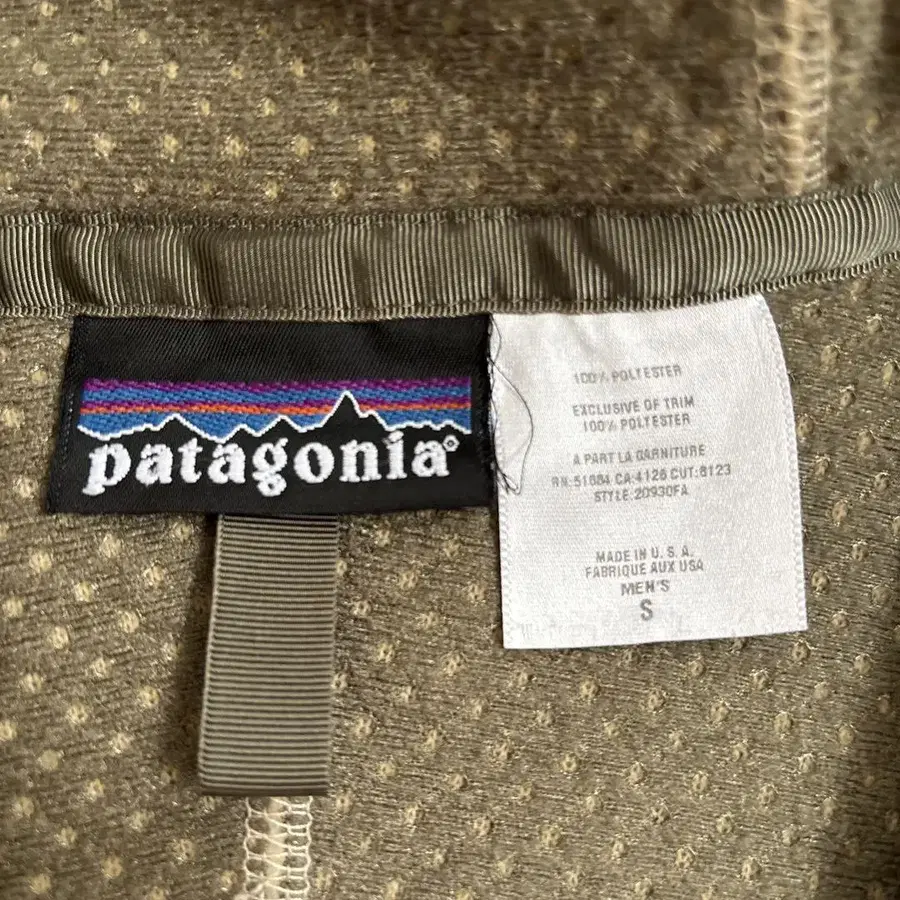 patagonia®
100% POLYESTER
EXCLUSIVE OF TRIM
100% POLYESTER
A PART LA GARNITURE
RN:51884 CA:4126 CUT:8123
STYLE:20930FA
MADE IN U.S.A.
FABRIQUE AUX USA
MEN'S
S